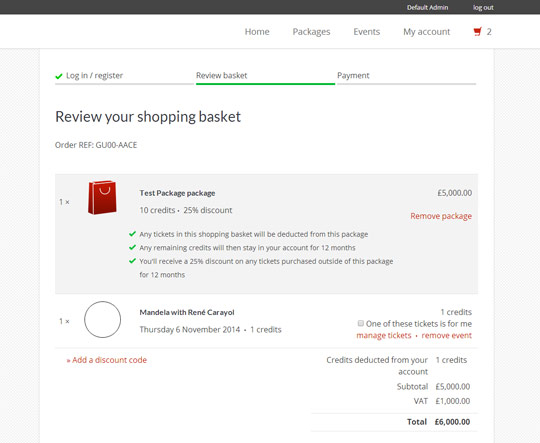 Default Admin log out
Home Packages Events My account 2
Log in / register Review basket Payment
Review your shopping basket
Order REF: GU00-AACE
1 × Test Package package £5,000.00
10 credits • 25% discount Remove package
Any tickets in this shopping basket will be deducted from this package
Any remaining credits will then stay in your account for 12 months
You'll receive a 25% discount on any tickets purchased outside of this package
for 12 months
1 × Mandela with René Carayol 1 credits
One of these tickets is for me
Thursday 6 November 2014 • 1 credits manage tickets • remove event
» Add a discount code Credits deducted from your 1 credits
account
Subtotal £5,000.00
VAT £1,000.00
Total £6,000.00